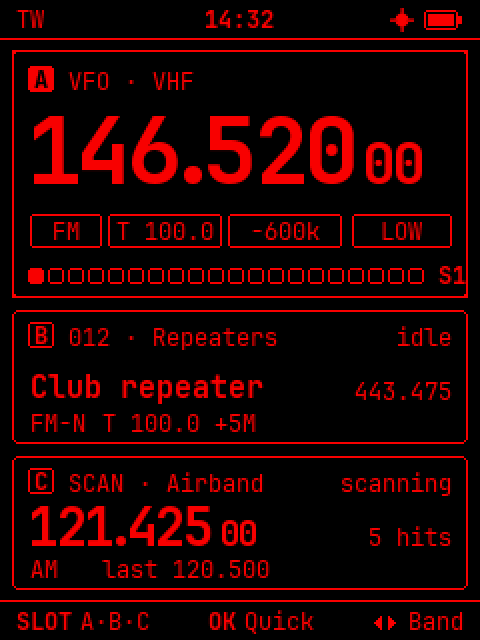 TW 14:32
A VFO · VHF
146.520 00
FM T 100.0 -600k LOW
S1
B 012 · Repeaters idle
Club repeater 443.475
FM-N T 100.0 +5M
C SCAN · Airband scanning
121.425 00 5 hits
AM last 120.500
SLOT A·B·C OK Quick Band